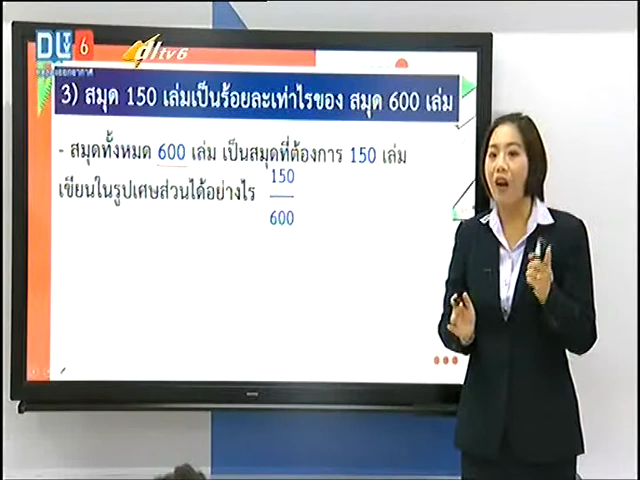 DLTV 6
dltv6
3) สมุด 150 เล่มเป็นร้อยละเท่าไรของ สมุด 600 เล่ม
- สมุดทั้งหมด 600 เล่ม เป็นสมุดที่ต้องการ 150 เล่ม
เขียนในรูปเศษส่วนได้อย่างไร 150
600